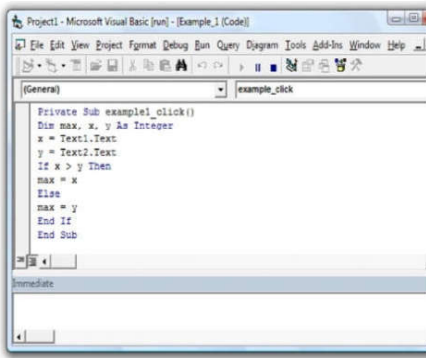 Project1 - Microsoft Visual Basic [run] - [Example_1 (Code)]
File Edit View Project Format Debug Run Query Diagram Tools Add-Ins Window Help
(General) example_click
Private Sub example1_click()
Dim max, x, y As Integer
x = Text1.Text
y = Text2.Text
If x > y Then
max = x
Else
max = y
End If
End Sub
Immediate